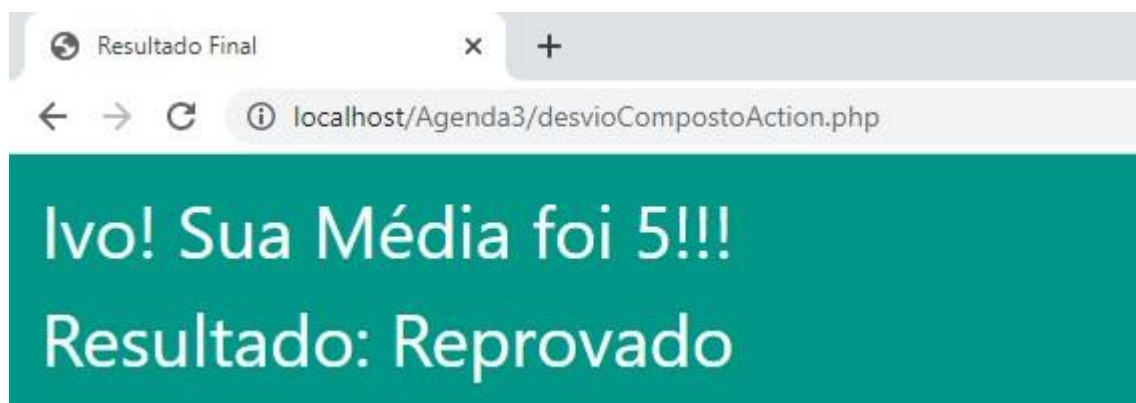 Resultado Final
localhost/Agenda3/desvioCompostoAction.php
Ivo! Sua Média foi 5!!!
Resultado: Reprovado